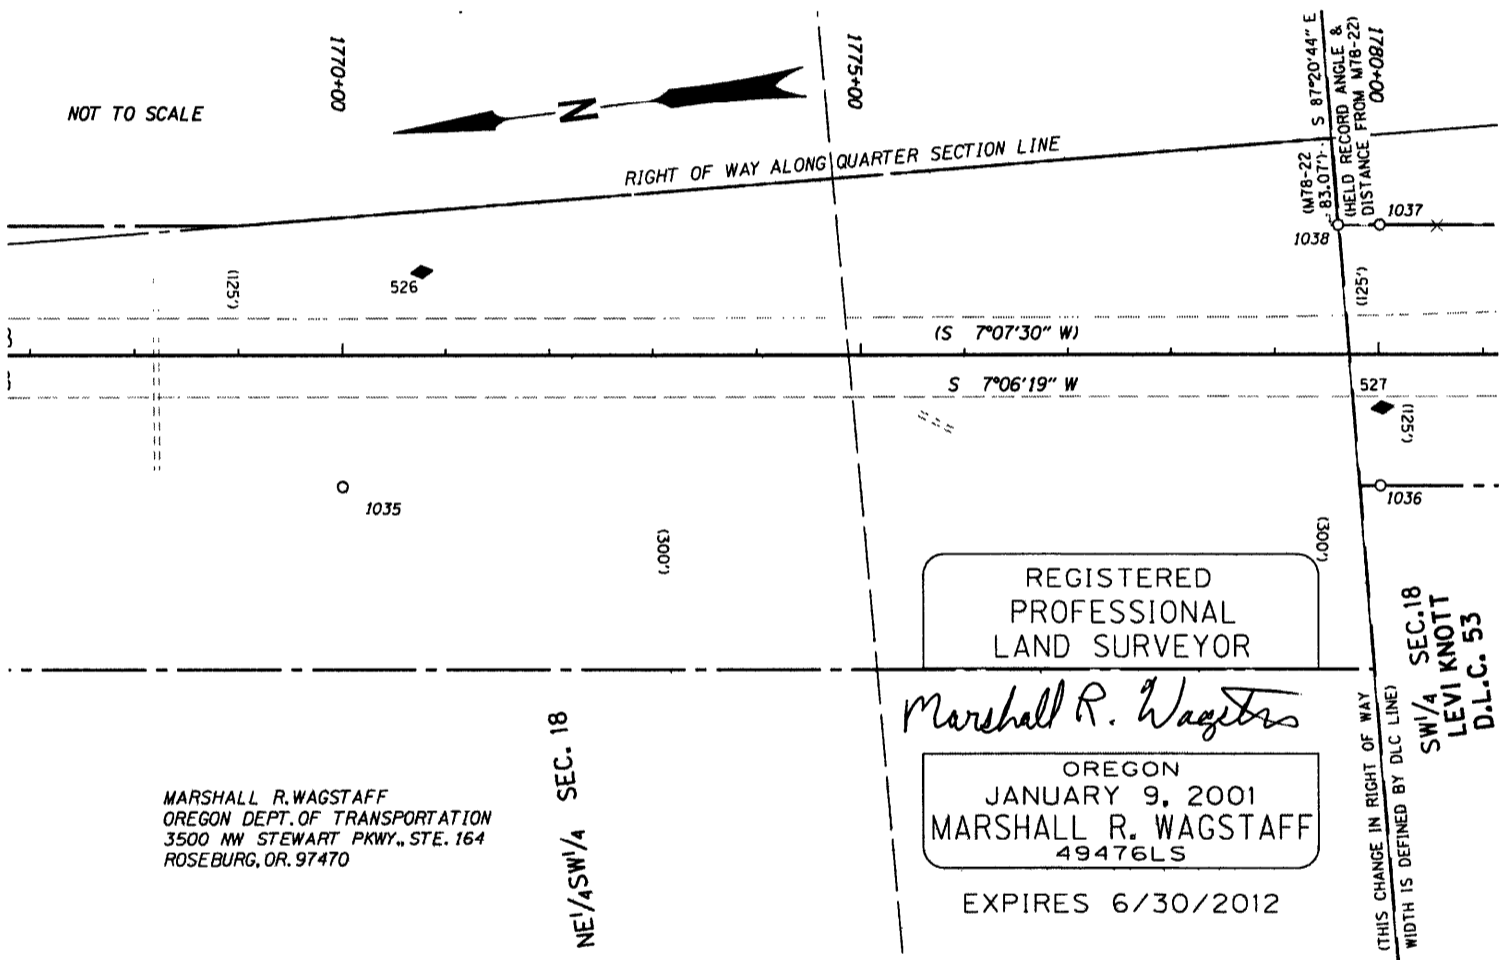 NOT TO SCALE
1770+00
N
1775+00
RIGHT OF WAY ALONG QUARTER SECTION LINE
(M78-22
83.07') S 87°20'44" E
(HELD RECORD ANGLE &
DISTANCE FROM M78-22)
1780+00
1038
1037
(125')
526
(125')
(S 7°07'30" W)
S 7°06'19" W
527
(125')
1035
1036
(300')
(300')
REGISTERED
PROFESSIONAL
LAND SURVEYOR
Marshall R. Wagstaff
OREGON
JANUARY 9, 2001
MARSHALL R. WAGSTAFF
49476LS
EXPIRES 6/30/2012
MARSHALL R. WAGSTAFF
OREGON DEPT. OF TRANSPORTATION
3500 NW STEWART PKWY., STE. 164
ROSEBURG, OR. 97470
NE1/4SW1/4 SEC. 18
(THIS CHANGE IN RIGHT OF WAY
WIDTH IS DEFINED BY DLC LINE)
SW1/4 SEC.18
LEVI KNOTT
D.L.C. 53